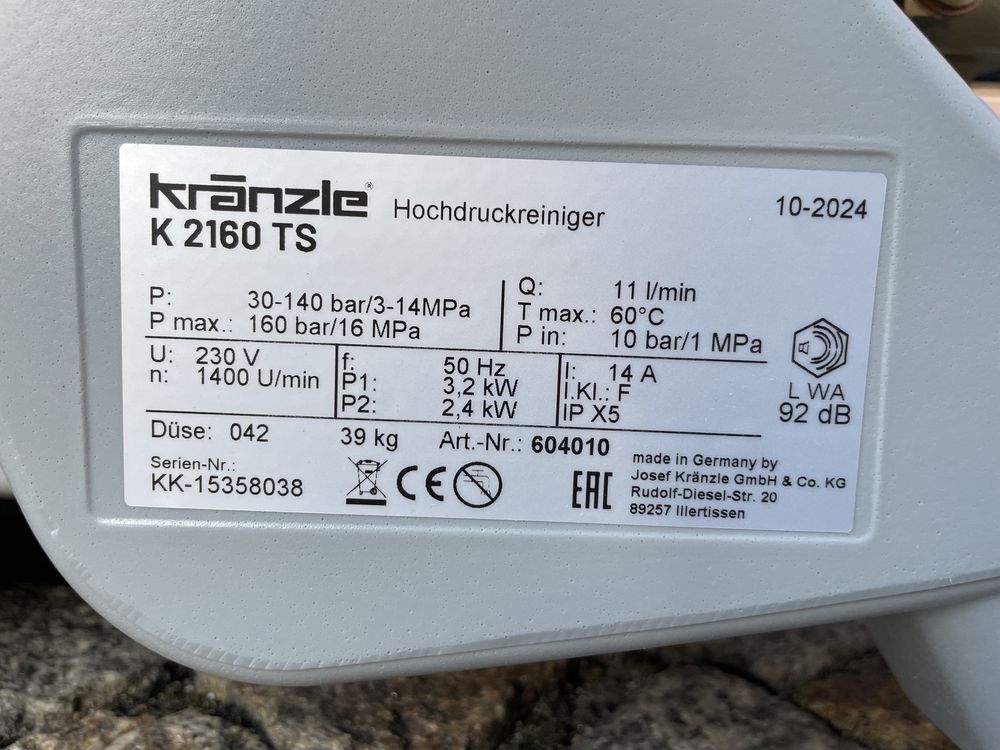 kränzle® Hochdruckreiniger 10-2024
K 2160 TS
P: 30-140 bar/3-14MPa
P max.: 160 bar/16 MPa
Q: 11 l/min
T max.: 60°C
P in: 10 bar/1 MPa
U: 230 V
n: 1400 U/min
f: 50 Hz
P1: 3,2 kW
P2: 2,4 kW
I: 14 A
I.Kl.: F
IP X5
L WA
92 dB
Düse: 042 39 kg Art.-Nr.: 604010
Serien-Nr.:
KK-15358038
CE
EAC
made in Germany by
Josef Kränzle GmbH & Co. KG
Rudolf-Diesel-Str. 20
89257 Illertissen